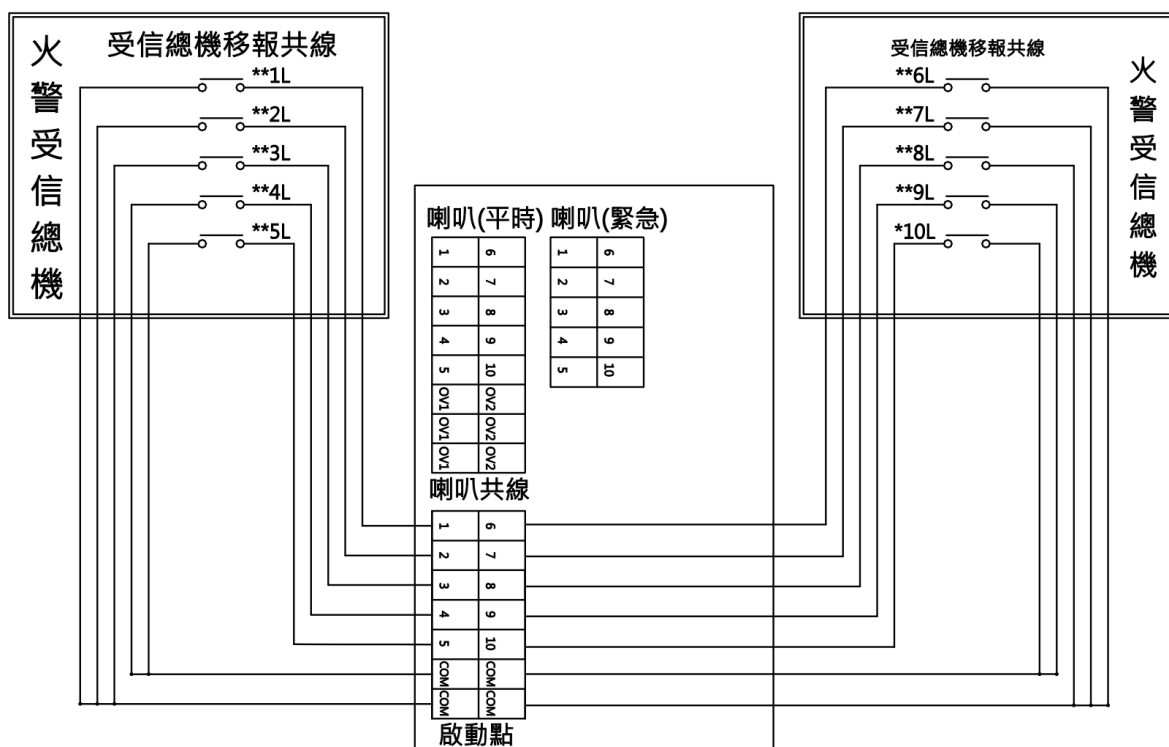 火警受信總機
受信總機移報共線
**1L
**2L
**3L
**4L
**5L
受信總機移報共線
**6L
**7L
**8L
**9L
*10L
火警受信總機
喇叭(平時) 喇叭(緊急)
1 6 1 6
2 7 2 7
3 8 3 8
4 9 4 9
5 10 5 10
OV1 OV2
OV1 OV2
OV1 OV2
喇叭共線
1 6
2 7
3 8
4 9
5 10
COM COM
COM COM
啟動點